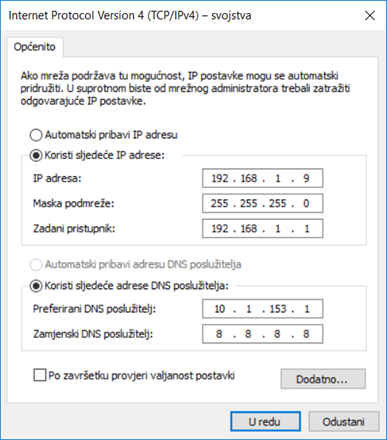 Internet Protocol Version 4 (TCP/IPv4) – svojstva
Općenito
Ako mreža podržava tu mogućnost, IP postavke mogu se automatski
pridružiti. U suprotnom biste od mrežnog administratora trebali zatražiti
odgovarajuće IP postavke.
Automatski pribavi IP adresu
Koristi sljedeće IP adrese:
IP adresa: 192 . 168 . 1 . 9
Maska podmreže: 255 . 255 . 255 . 0
Zadani pristupnik: 192 . 168 . 1 . 1
Automatski pribavi adresu DNS poslužitelja
Koristi sljedeće adrese DNS poslužitelja:
Preferirani DNS poslužitelj: 10 . 1 . 153 . 1
Zamjenski DNS poslužitelj: 8 . 8 . 8 . 8
Po završetku provjeri valjanost postavki
Dodatno...
U redu Odustani